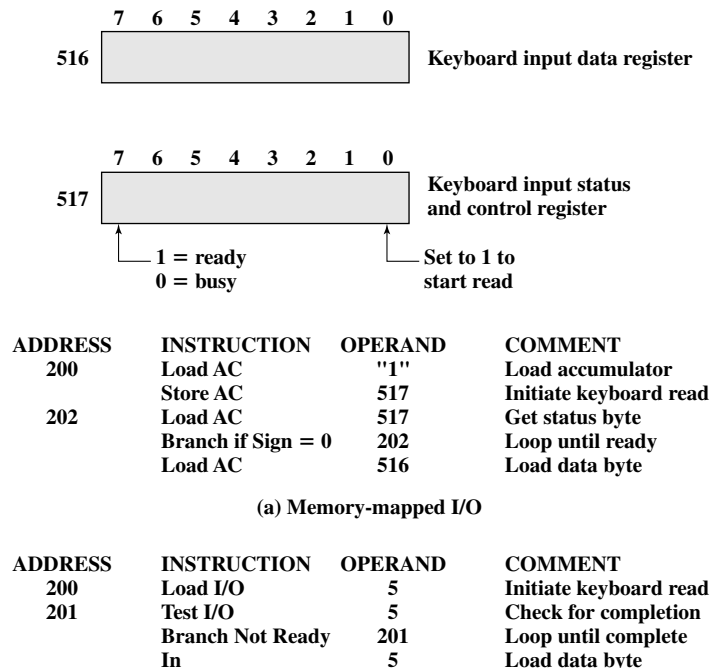 7 6 5 4 3 2 1 0
516 Keyboard input data register
7 6 5 4 3 2 1 0
517 Keyboard input status
and control register
1 = ready
0 = busy
Set to 1 to
start read
ADDRESS INSTRUCTION OPERAND COMMENT
200 Load AC "1" Load accumulator
Store AC 517 Initiate keyboard read
202 Load AC 517 Get status byte
Branch if Sign = 0 202 Loop until ready
Load AC 516 Load data byte
(a) Memory-mapped I/O
ADDRESS INSTRUCTION OPERAND COMMENT
200 Load I/O 5 Initiate keyboard read
201 Test I/O 5 Check for completion
Branch Not Ready 201 Loop until complete
In 5 Load data byte